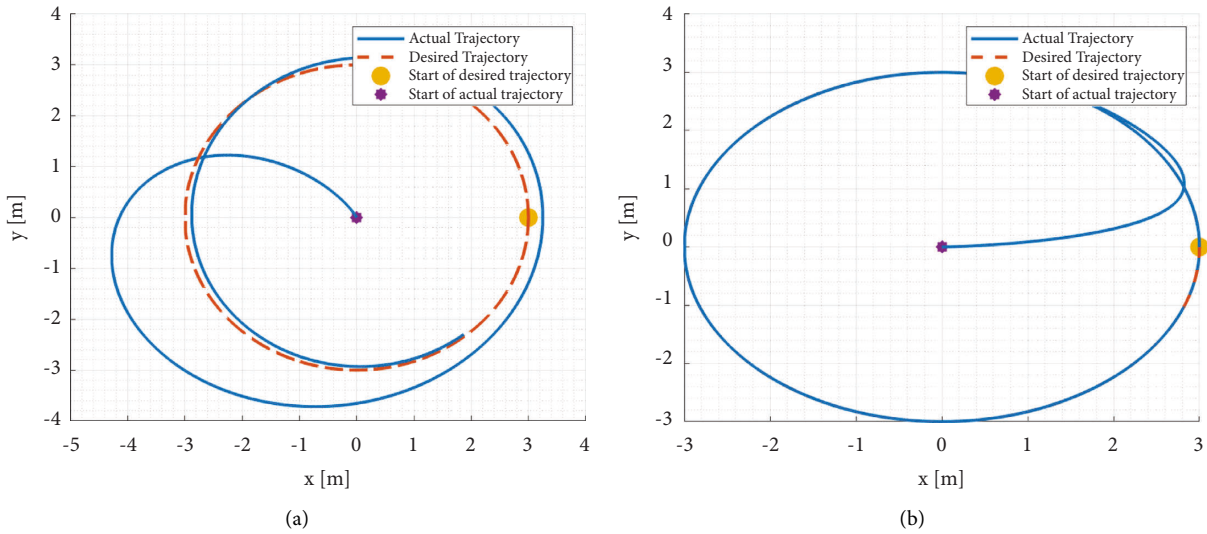 4
3
2
1
0
-1
-2
-3
-4
y [m]
-5
-4
-3
-2
-1
0
1
2
3
4
x [m]
Actual Trajectory
Desired Trajectory
Start of desired trajectory
Start of actual trajectory
(a)
4
3
2
1
0
-1
-2
-3
y [m]
-3
-2
-1
0
1
2
3
x [m]
Actual Trajectory
Desired Trajectory
Start of desired trajectory
Start of actual trajectory
(b)